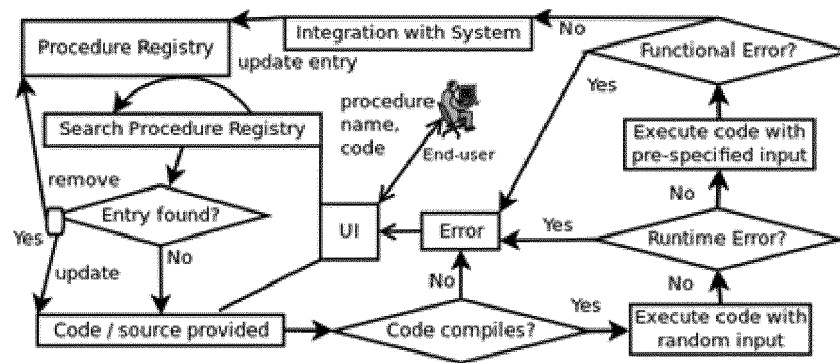 Procedure Registry
Integration with System
No
Functional Error?
update entry
Yes
procedure
name,
code
Search Procedure Registry
End-user
Execute code with
pre-specified input
remove
No
Entry found?
UI
Error
Yes
Runtime Error?
Yes
No
update
No
No
Code / source provided
Code compiles?
Yes
Execute code with
random input